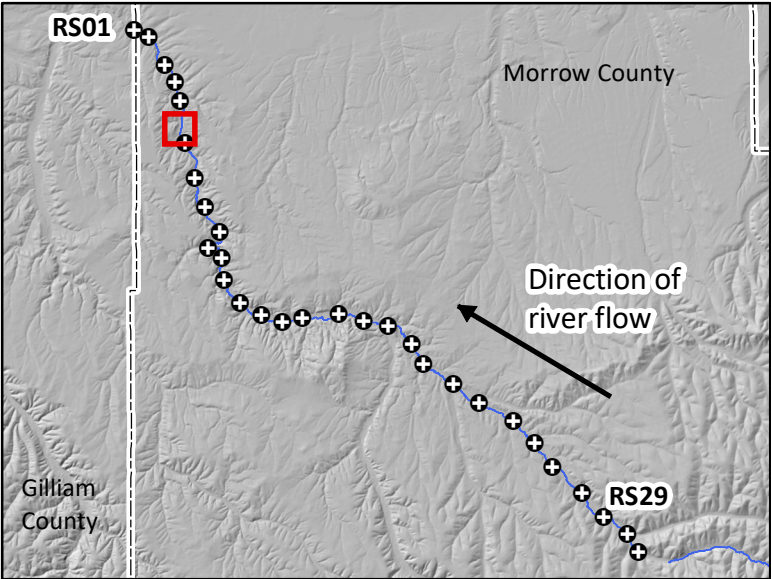 RS01
Morrow County
Direction of
river flow
RS29
Gilliam
County